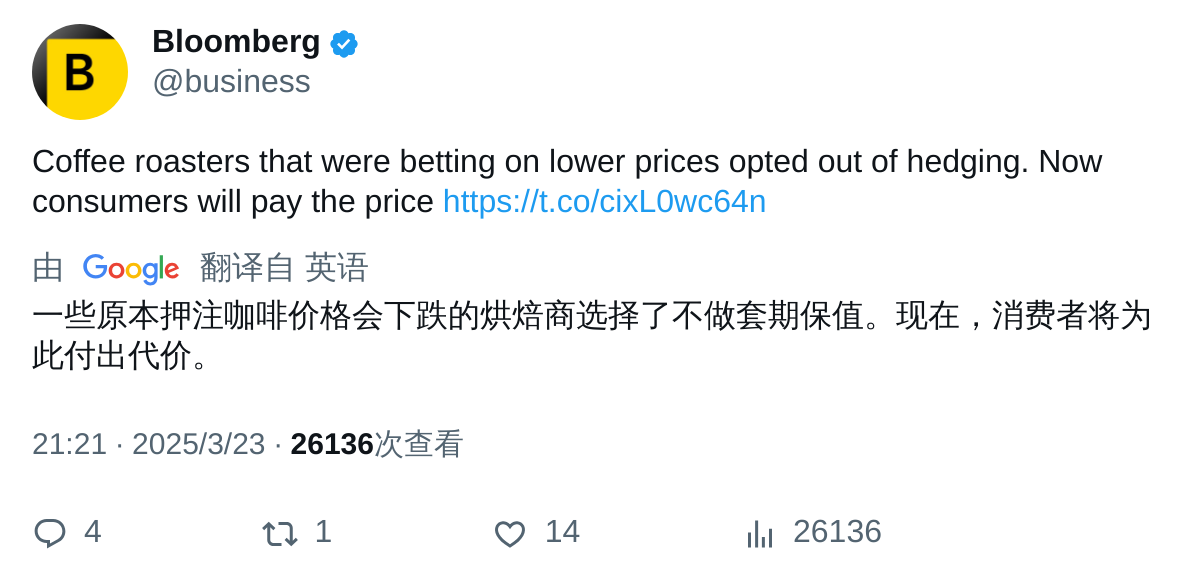 B
Bloomberg
@business
Coffee roasters that were betting on lower prices opted out of hedging. Now
consumers will pay the price https://t.co/cixL0wc64n
由 Google 翻译自 英语
一些原本押注咖啡价格会下跌的烘焙商选择了不做套期保值。现在，消费者将为
此付出代价。
21:21 · 2025/3/23 · 26136次查看
4 1 14 26136